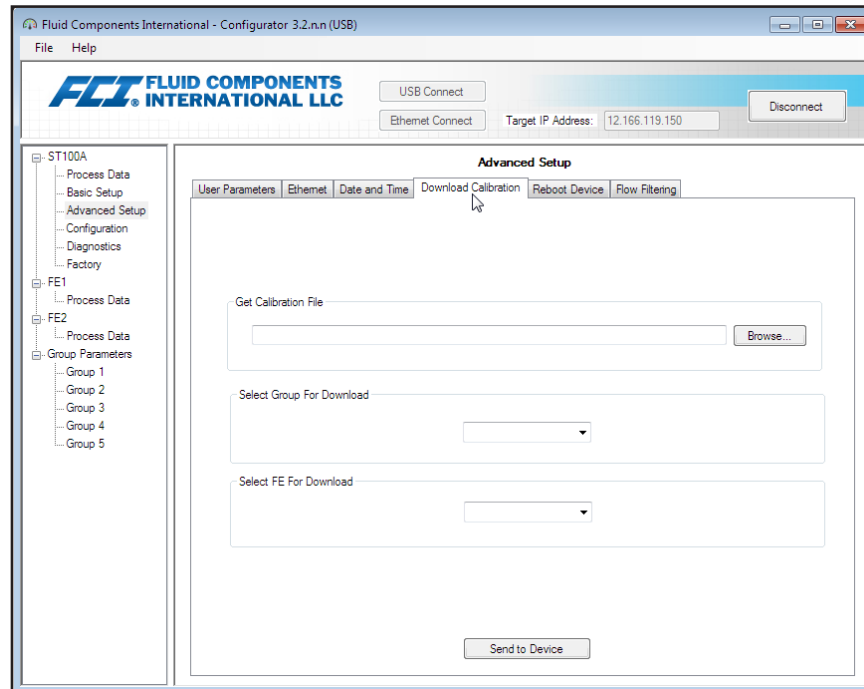 Fluid Components International - Configurator 3.2.n.n (USB)
File Help
FCI® FLUID COMPONENTS
INTERNATIONAL LLC
USB Connect
Ethernet Connect
Target IP Address: 12.166.119.150
Disconnect
ST100A
Process Data
Basic Setup
Advanced Setup
Configuration
Diagnostics
Factory
FE1
Process Data
FE2
Process Data
Group Parameters
Group 1
Group 2
Group 3
Group 4
Group 5
Advanced Setup
User Parameters Ethernet Date and Time Download Calibration Reboot Device Flow Filtering
Get Calibration File
Browse...
Select Group For Download
Select FE For Download
Send to Device